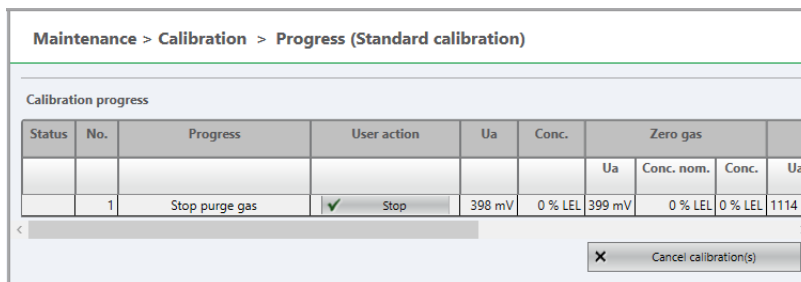 Maintenance > Calibration > Progress (Standard calibration)
Calibration progress
Status No. Progress User action Ua Conc. Zero gas
Ua Conc. nom. Conc. Ua
1 Stop purge gas Stop 398 mV 0 % LEL 399 mV 0 % LEL 0 % LEL 1114
Cancel calibration(s)